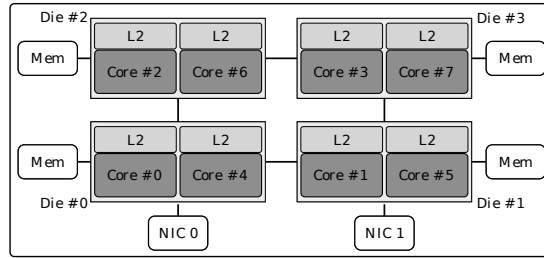 Die #2
Die #3
L2 L2 L2 L2
Mem Core #2 Core #6 Core #3 Core #7 Mem
L2 L2 L2 L2
Mem Core #0 Core #4 Core #1 Core #5 Mem
Die #0
Die #1
NIC 0 NIC 1